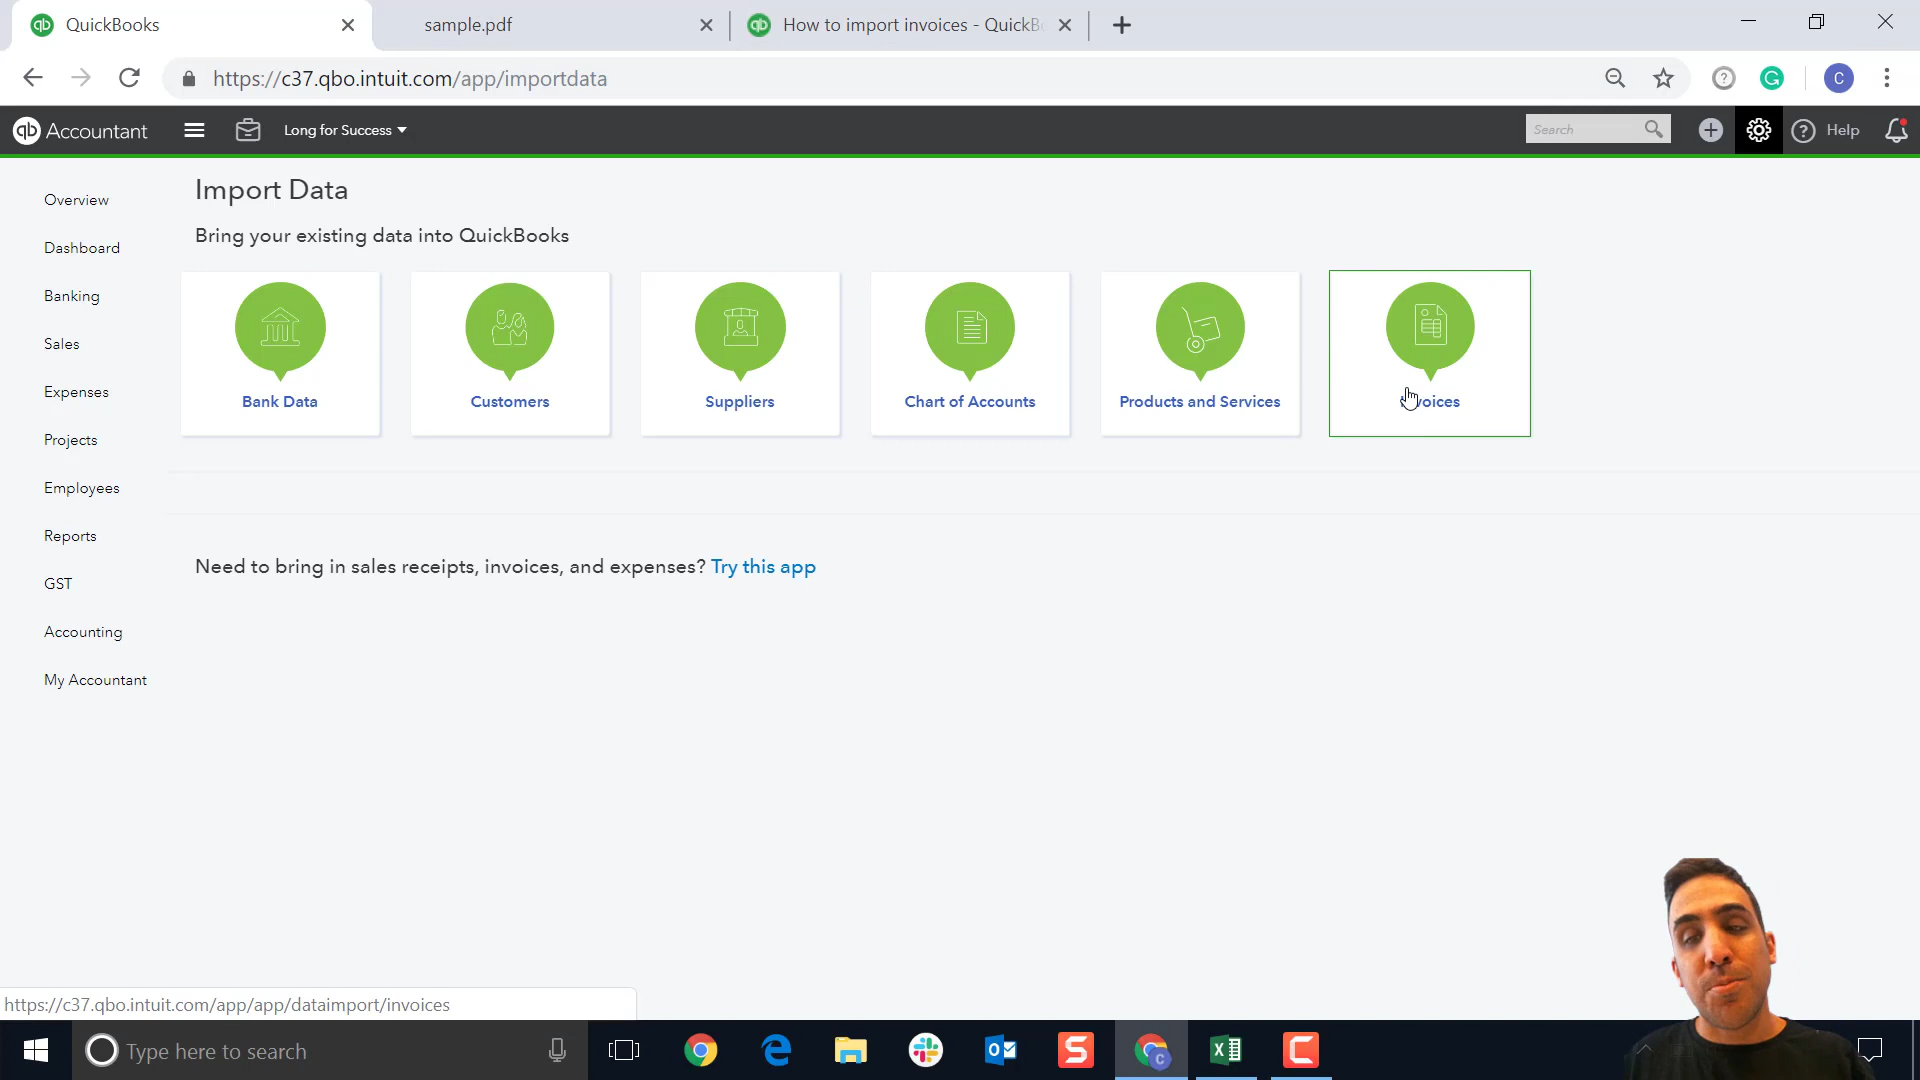 QuickBooks
sample.pdf
How to import invoices - QuickB
https://c37.qbo.intuit.com/app/importdata
C
qb Accountant
Long for Success
Search
Help
Import Data
Bring your existing data into QuickBooks
Overview
Dashboard
Banking
Sales
Expenses
Projects
Employees
Reports
GST
Accounting
My Accountant
Bank Data
Customers
Suppliers
Chart of Accounts
Products and Services
voices
Need to bring in sales receipts, invoices, and expenses? Try this app
https://c37.qbo.intuit.com/app/app/dataimport/invoices
Type here to search